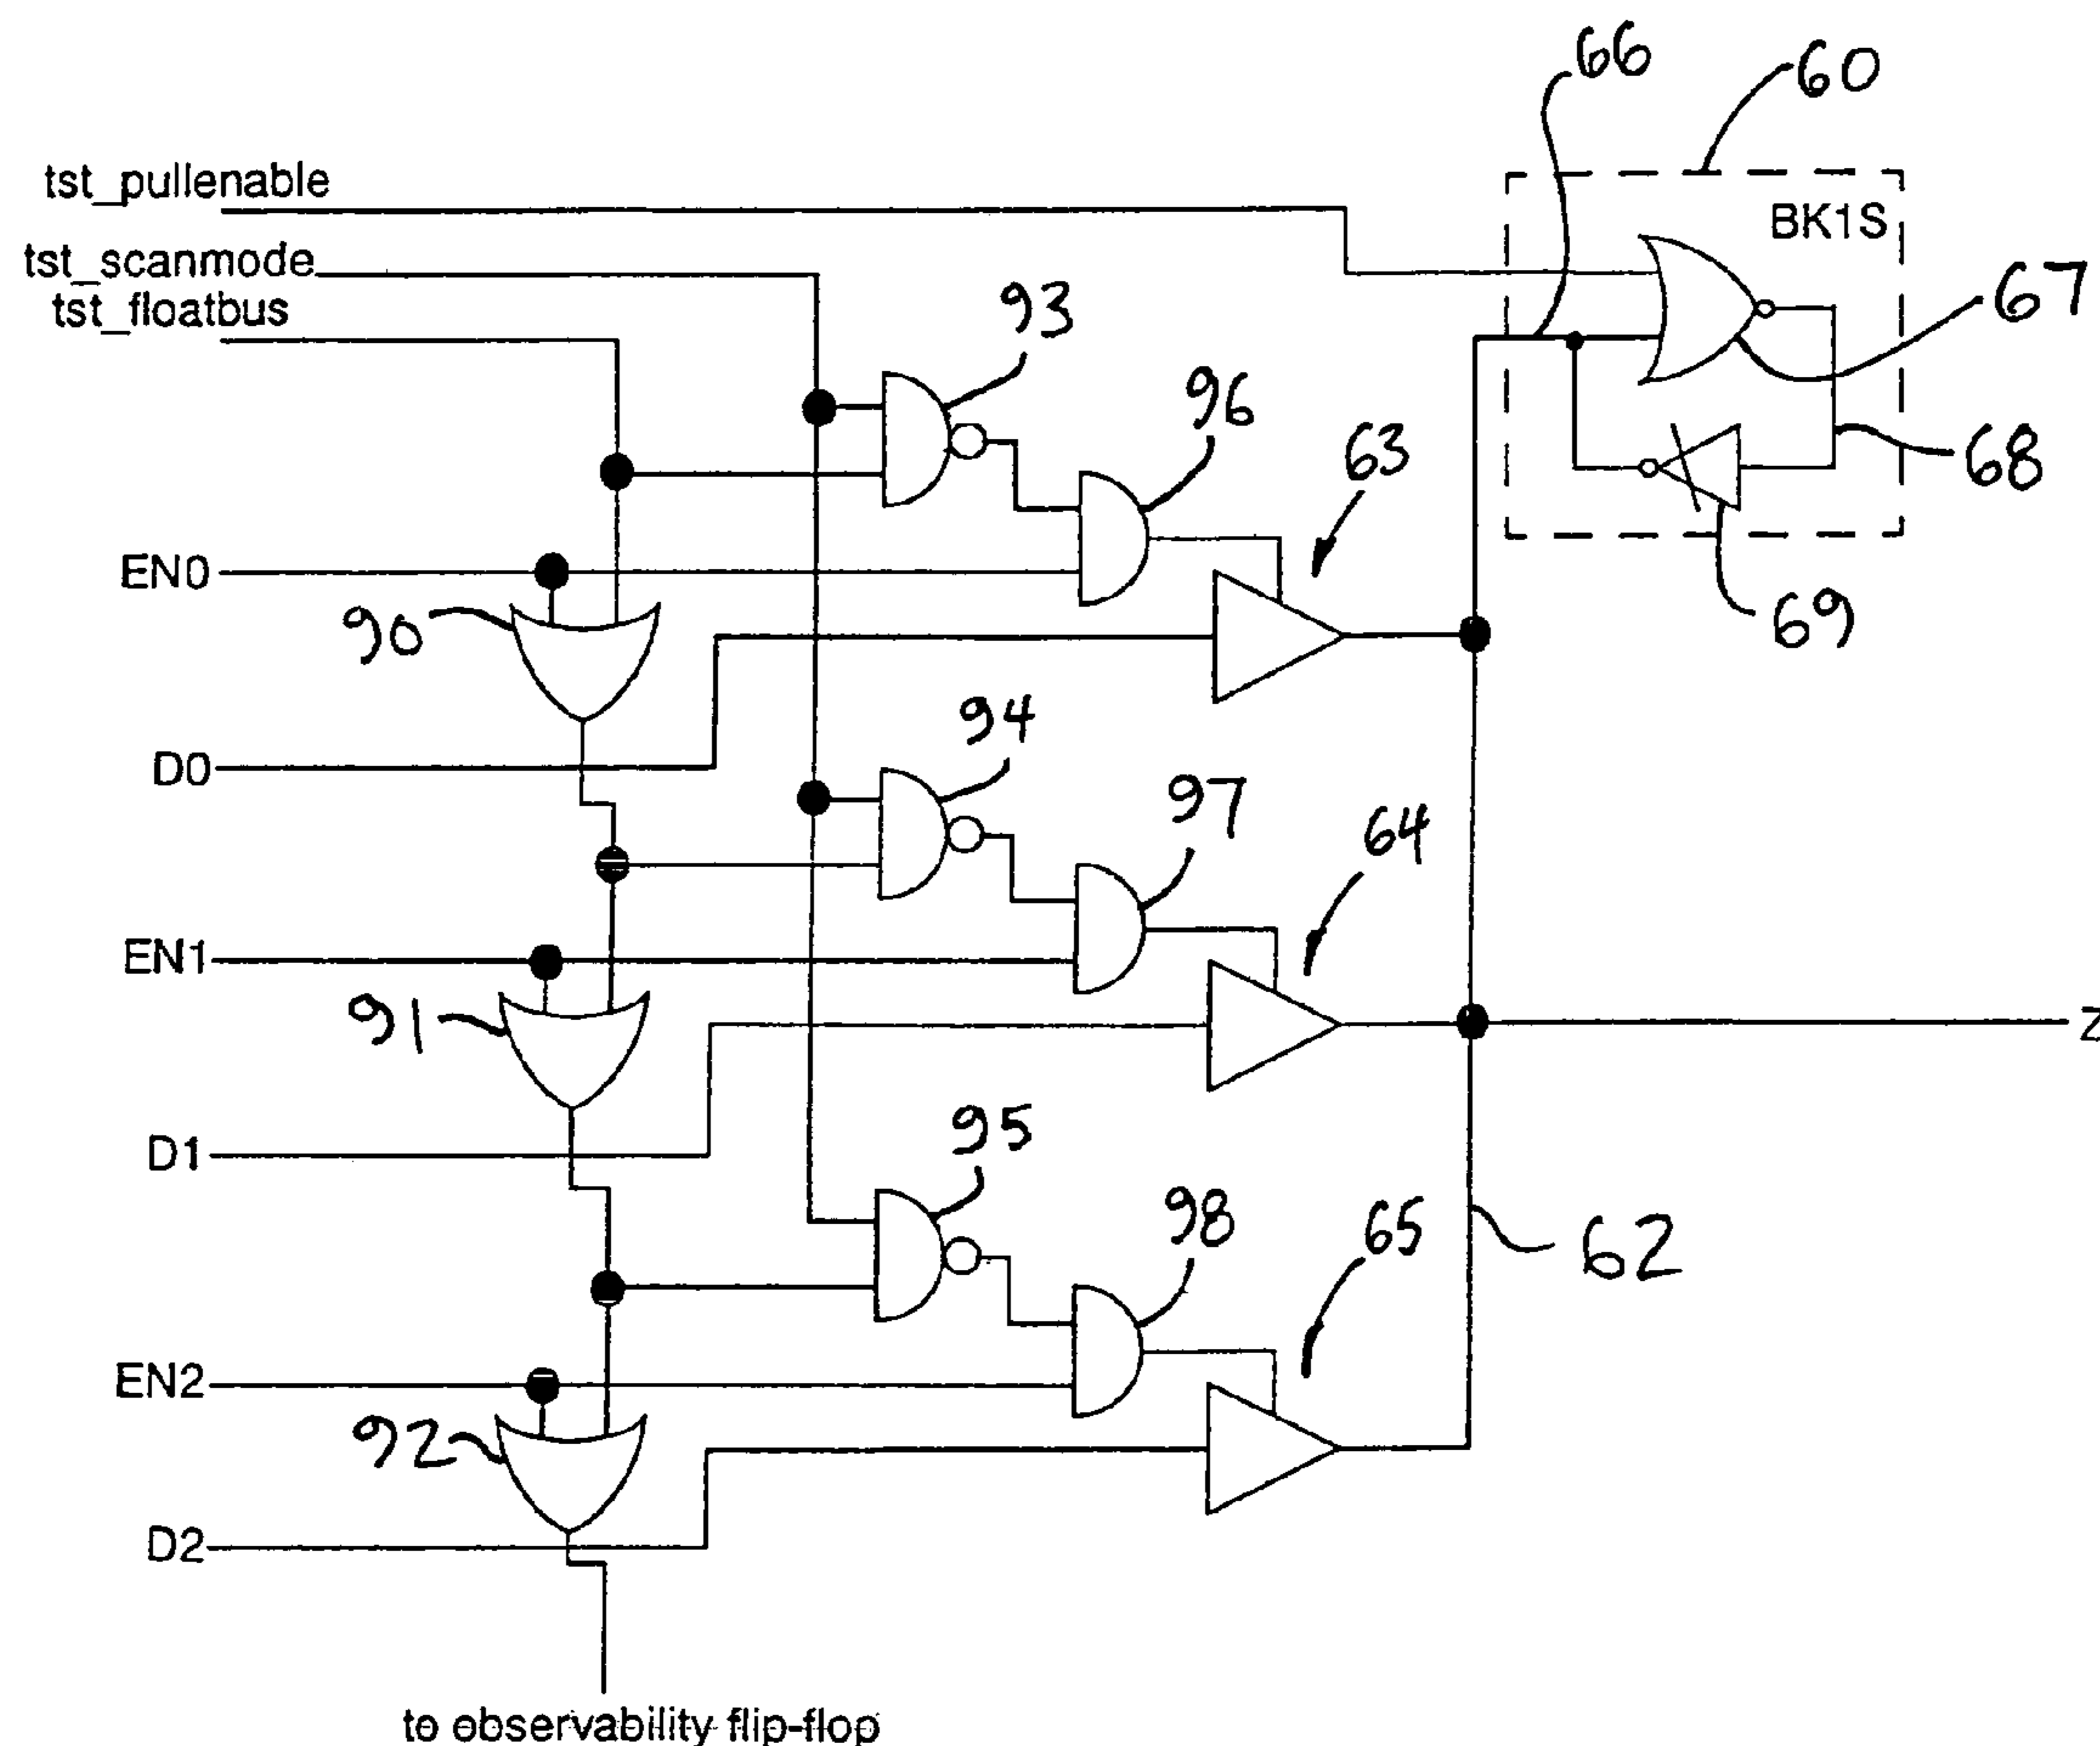 66
60
tst_pullenable
BK1S
tst_scanmode
tst_floatbus
93
67
96
63
68
EN0
90
69
94
D0
97
64
EN1
91
Z
95
D1
98
65
62
EN2
92
D2
to observability flip-flop